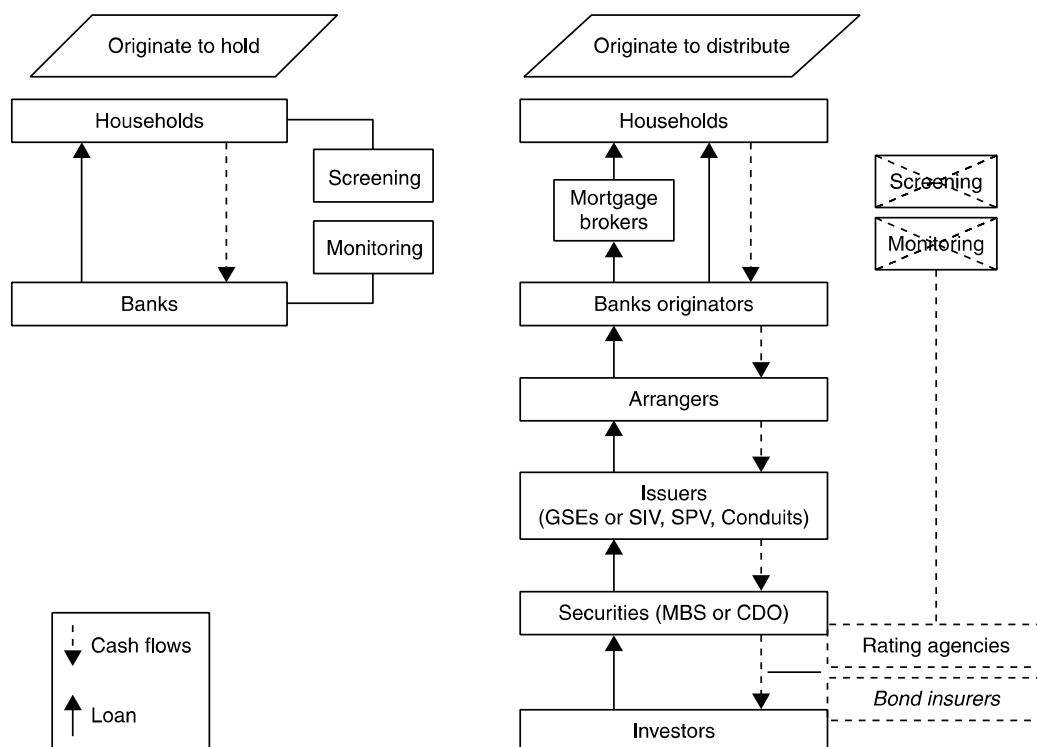 Originate to hold
Households
Screening
Monitoring
Banks
Originate to distribute
Households
Mortgage
brokers
Screening
Monitoring
Banks originators
Arrangers
Issuers
(GSEs or SIV, SPV, Conduits)
Securities (MBS or CDO)
Rating agencies
Bond insurers
Investors
Cash flows
Loan